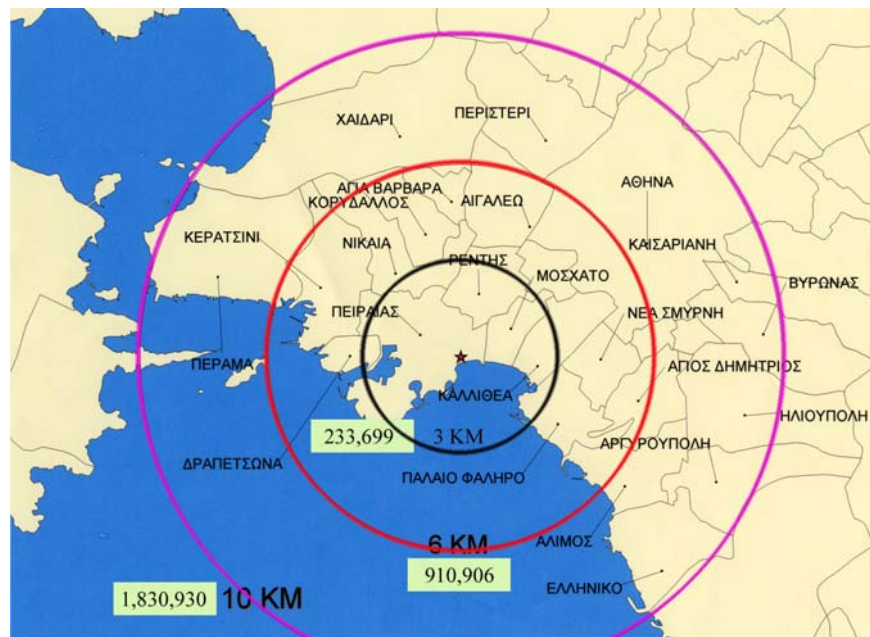 ΠΕΡΙΣΤΕΡΙ
ΧΑΙΔΑΡΙ
ΑΘΗΝΑ
ΑΓΙΑ ΒΑΡΒΑΡΑ
ΑΙΓΑΛΕΩ
ΚΟΡΥΔΑΛΛΟΣ
ΚΕΡΑΤΣΙΝΙ
ΝΙΚΑΙΑ
ΚΑΙΣΑΡΙΑΝΗ
ΡΕΝΤΗΣ
ΜΟΣΧΑΤΟ
ΒΥΡΩΝΑΣ
ΠΕΙΡΑΙΑΣ
ΝΕΑ ΣΜΥΡΝΗ
ΠΕΡΑΜΑ
ΑΓΙΟΣ ΔΗΜΗΤΡΙΟΣ
ΚΑΛΛΙΘΕΑ
ΗΛΙΟΥΠΟΛΗ
233,699 3 KM
ΑΡΓΥΡΟΥΠΟΛΗ
ΔΡΑΠΕΤΣΩΝΑ
ΠΑΛΑΙΟ ΦΑΛΗΡΟ
6 KM
ΑΛΙΜΟΣ
910,906
ΕΛΛΗΝΙΚΟ
1,830,930 10 KM